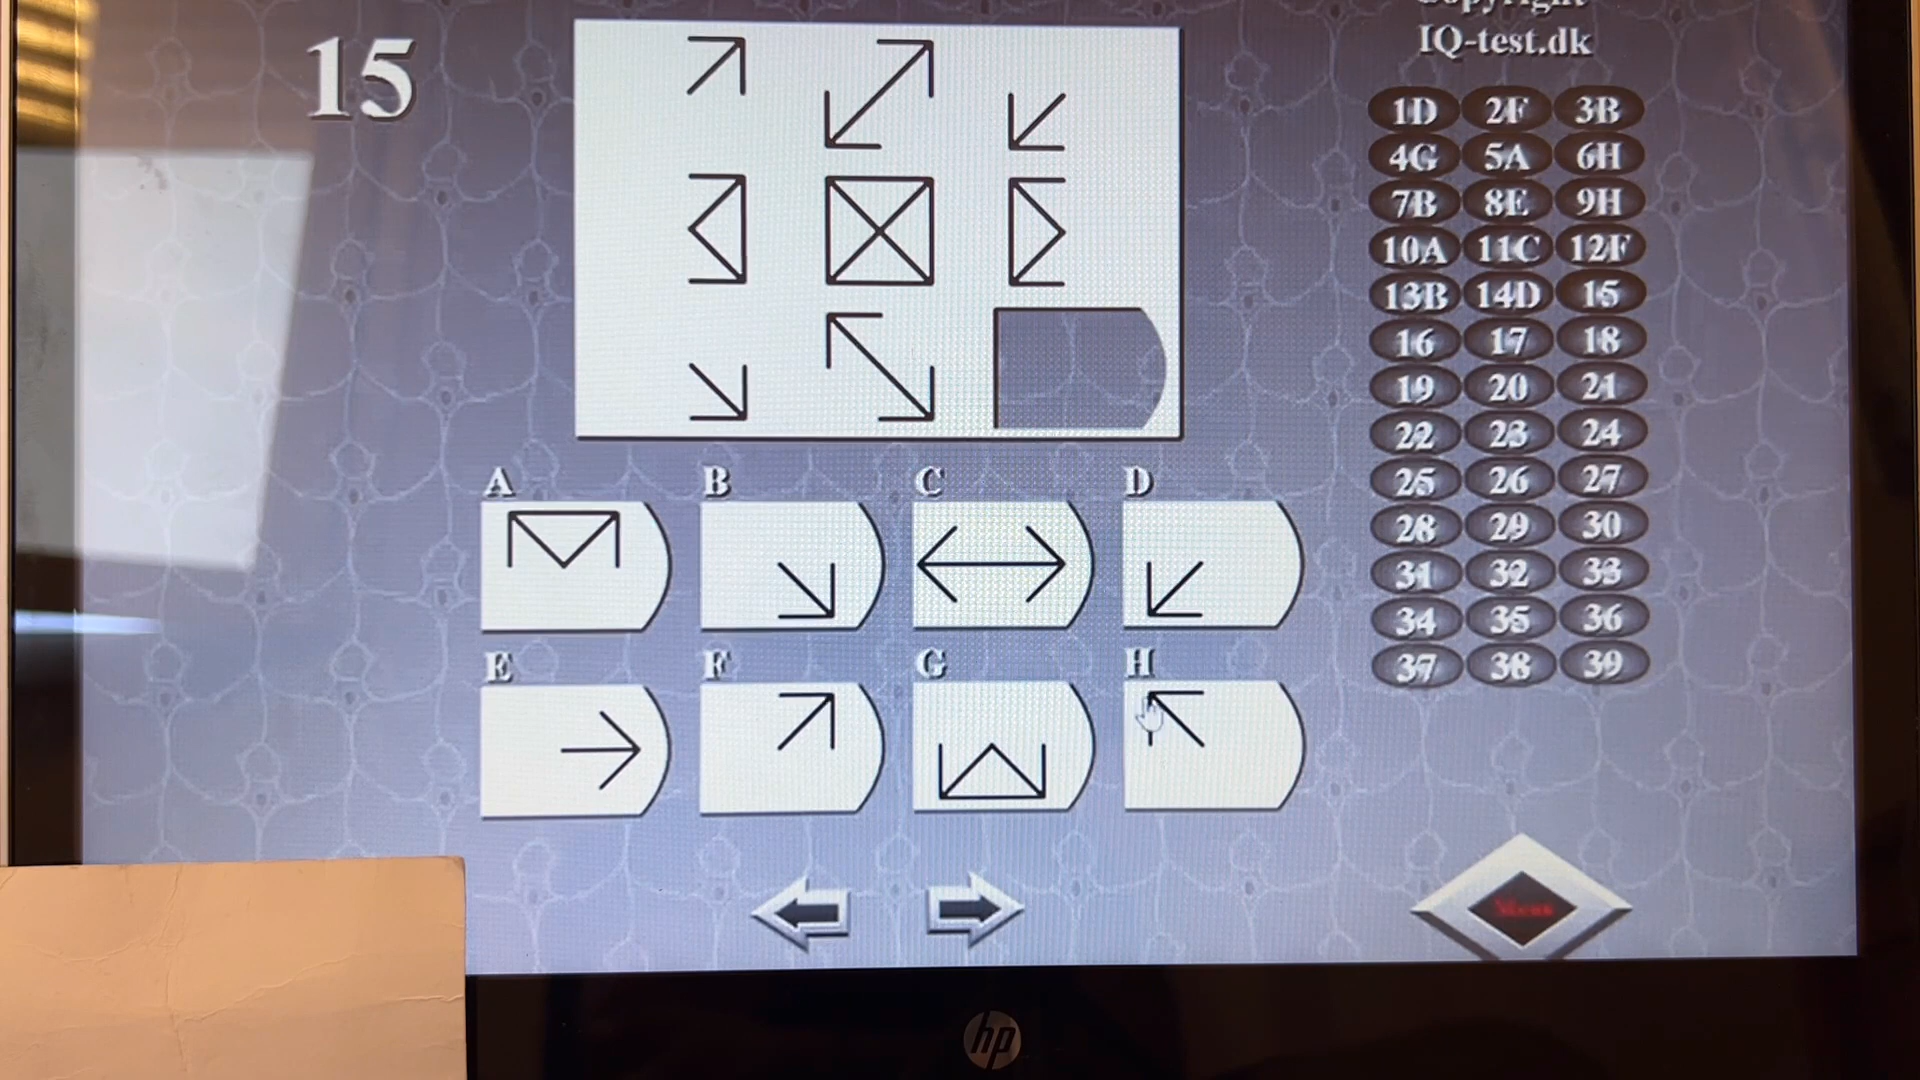 Copyright
IQ-test.dk
15
1D 2F 3B
4G 5A 6H
7B 8E 9H
10A 11C 12F
13B 14D 15
16 17 18
19 20 21
22 23 24
25 26 27
28 29 30
31 32 33
34 35 36
37 38 39
A B C D
E F G H
Menu
hp